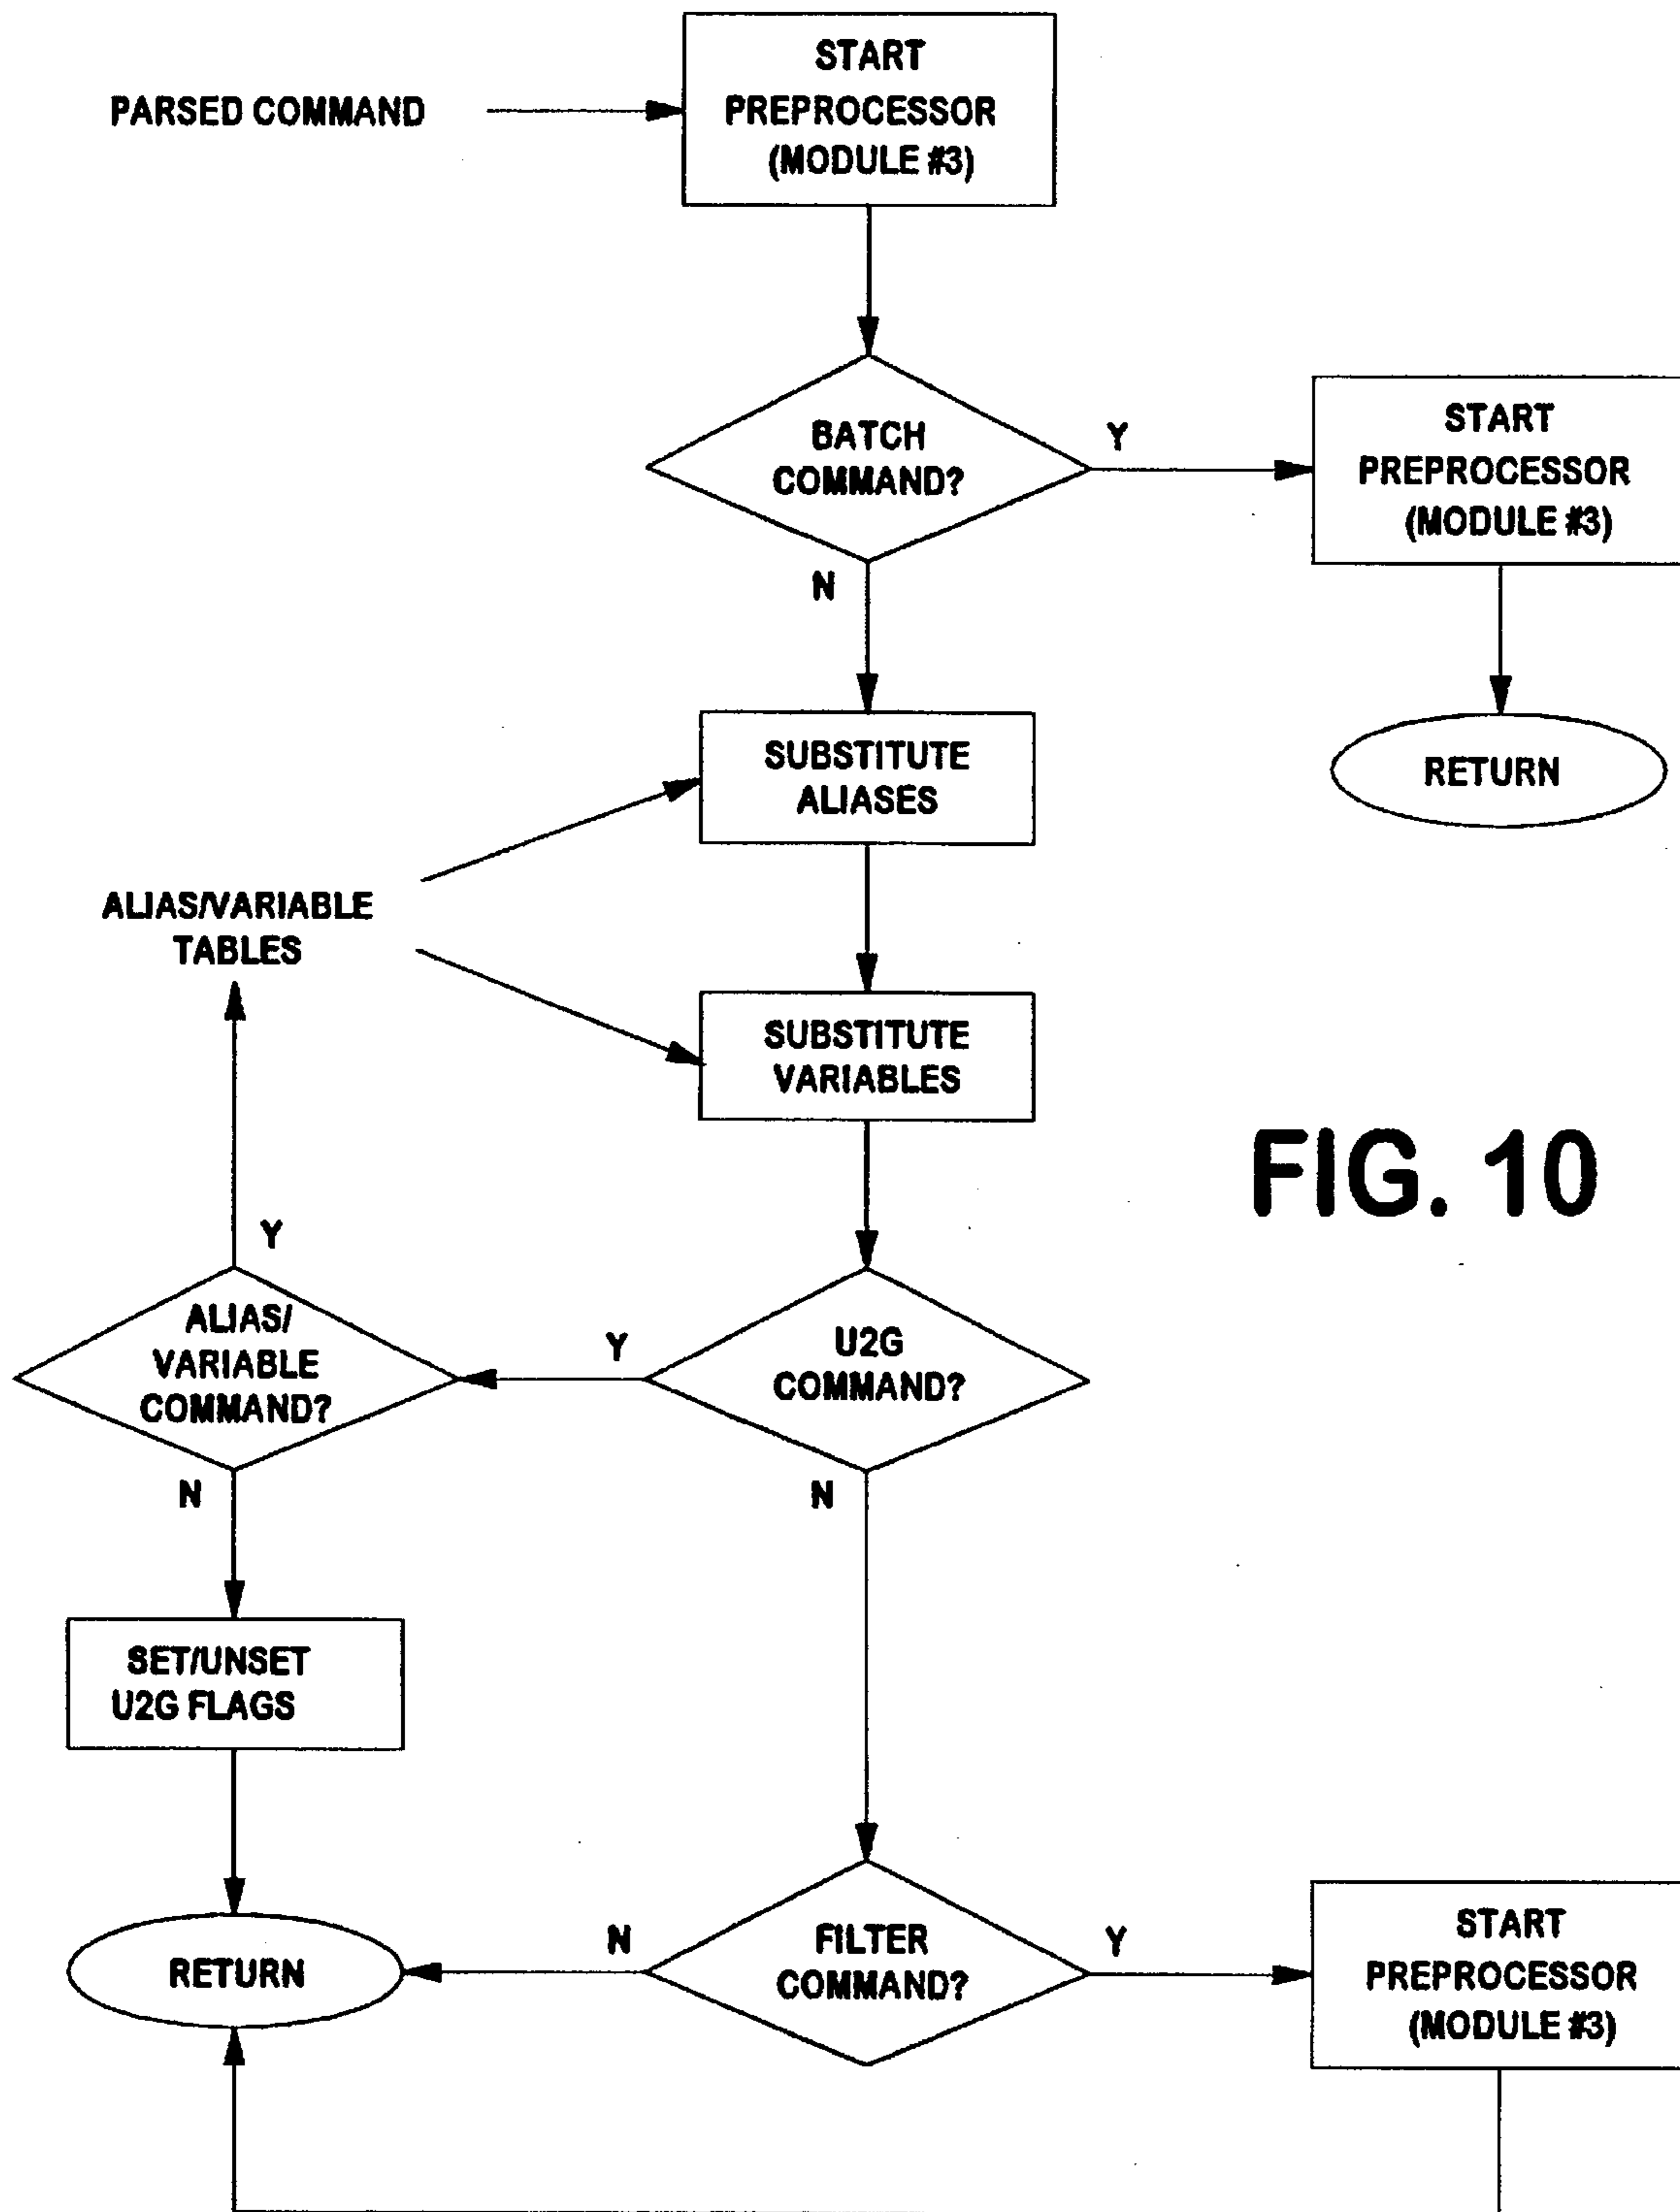 START
PREPROCESSOR
(MODULE #3)
PARSED COMMAND
BATCH
COMMAND?
Y
START
PREPROCESSOR
(MODULE #3)
N
RETURN
SUBSTITUTE
ALIASES
ALIAS/VARIABLE
TABLES
SUBSTITUTE
VARIABLES
FIG. 10
Y
ALIAS/
VARIABLE
COMMAND?
Y
U2G
COMMAND?
N
N
SET/UNSET
U2G FLAGS
RETURN
N
FILTER
COMMAND?
Y
START
PREPROCESSOR
(MODULE #3)